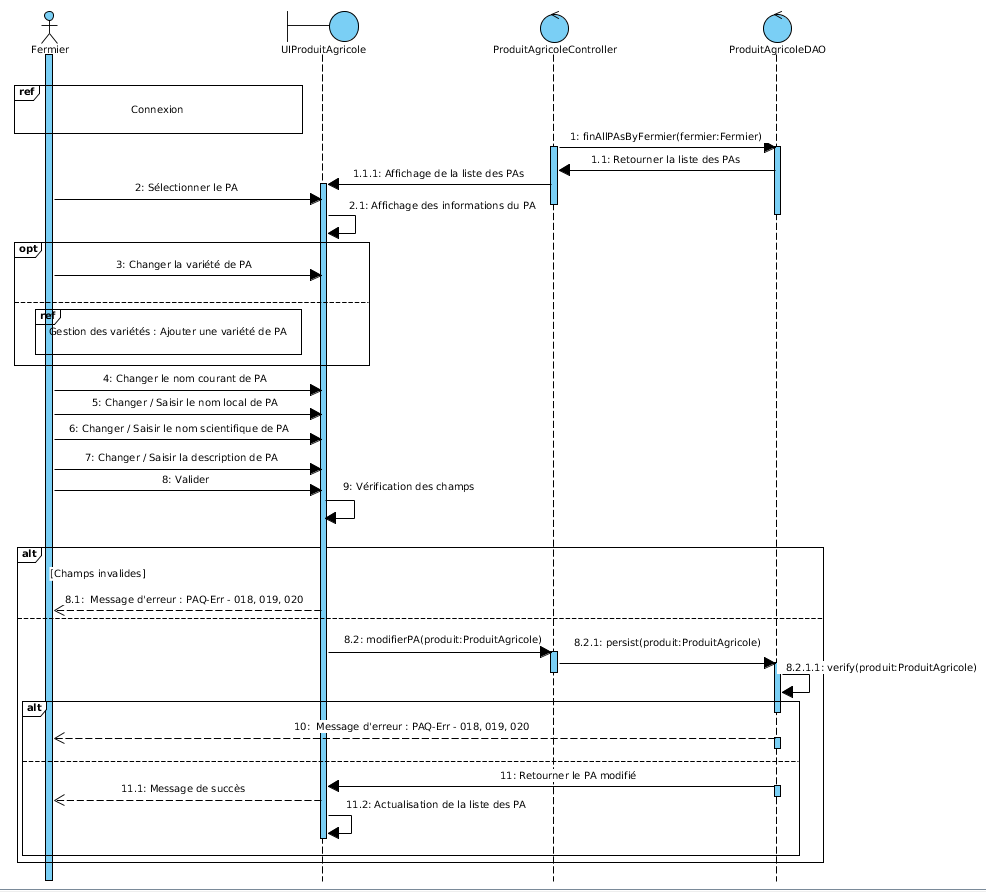 Fermier
UIProduitAgricole
ProduitAgricoleController
ProduitAgricoleDAO
ref
Connexion
1: finAllPAsByFermier(fermier:Fermier)
1.1: Retourner la liste des PAs
1.1.1: Affichage de la liste des PAs
2: Sélectionner le PA
2.1: Affichage des informations du PA
opt
3: Changer la variété de PA
ref
Gestion des variétés : Ajouter une variété de PA
4: Changer le nom courant de PA
5: Changer / Saisir le nom local de PA
6: Changer / Saisir le nom scientifique de PA
7: Changer / Saisir la description de PA
8: Valider
9: Vérification des champs
alt
[Champs invalides]
8.1: Message d'erreur : PAQ-Err - 018, 019, 020
8.2: modifierPA(produit:ProduitAgricole)
8.2.1: persist(produit:ProduitAgricole)
8.2.1.1: verify(produit:ProduitAgricole)
alt
10: Message d'erreur : PAQ-Err - 018, 019, 020
11: Retourner le PA modifié
11.1: Message de succès
11.2: Actualisation de la liste des PA